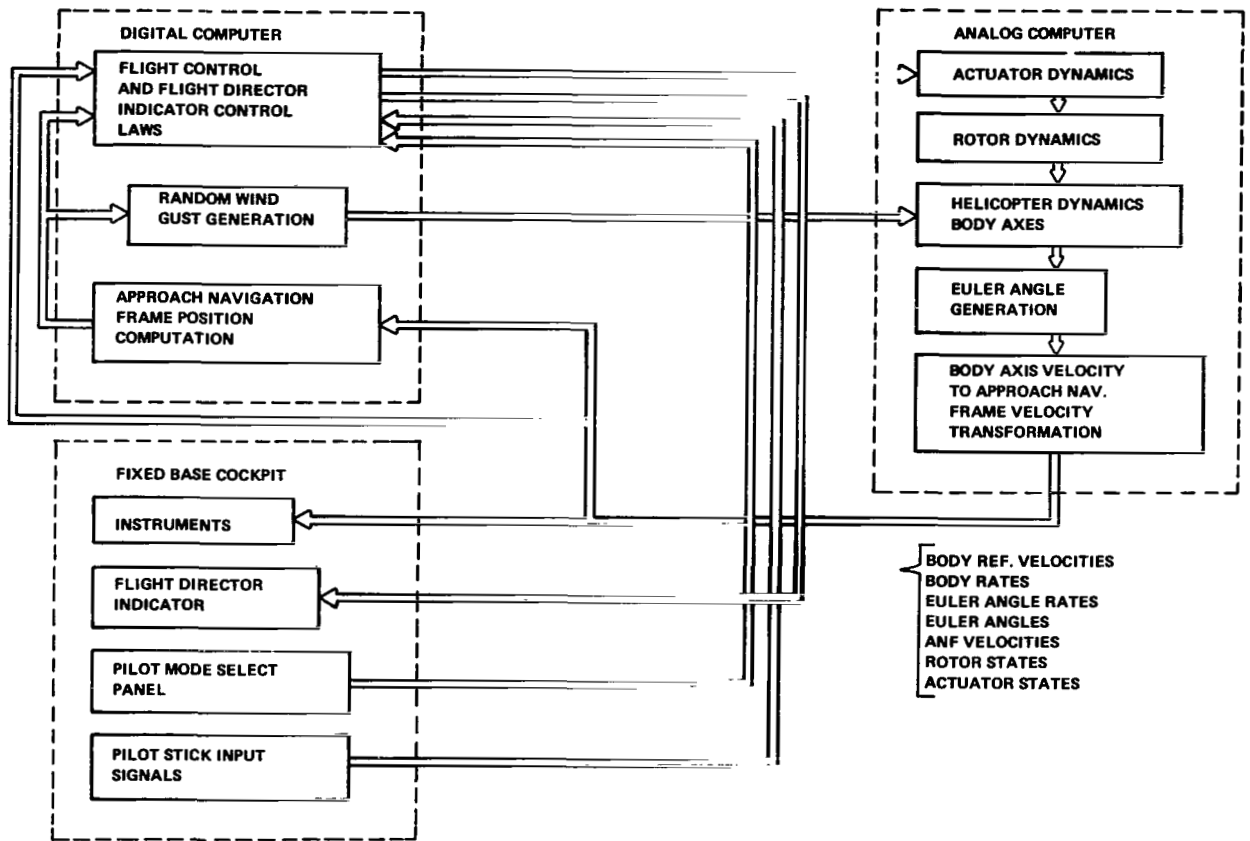 DIGITAL COMPUTER
FLIGHT CONTROL
AND FLIGHT DIRECTOR
INDICATOR CONTROL
LAWS
RANDOM WIND
GUST GENERATION
APPROACH NAVIGATION
FRAME POSITION
COMPUTATION
FIXED BASE COCKPIT
INSTRUMENTS
FLIGHT DIRECTOR
INDICATOR
PILOT MODE SELECT
PANEL
PILOT STICK INPUT
SIGNALS
ANALOG COMPUTER
ACTUATOR DYNAMICS
ROTOR DYNAMICS
HELICOPTER DYNAMICS
BODY AXES
EULER ANGLE
GENERATION
BODY AXIS VELOCITY
TO APPROACH NAV.
FRAME VELOCITY
TRANSFORMATION
BODY REF. VELOCITIES
BODY RATES
EULER ANGLE RATES
EULER ANGLES
ANF VELOCITIES
ROTOR STATES
ACTUATOR STATES